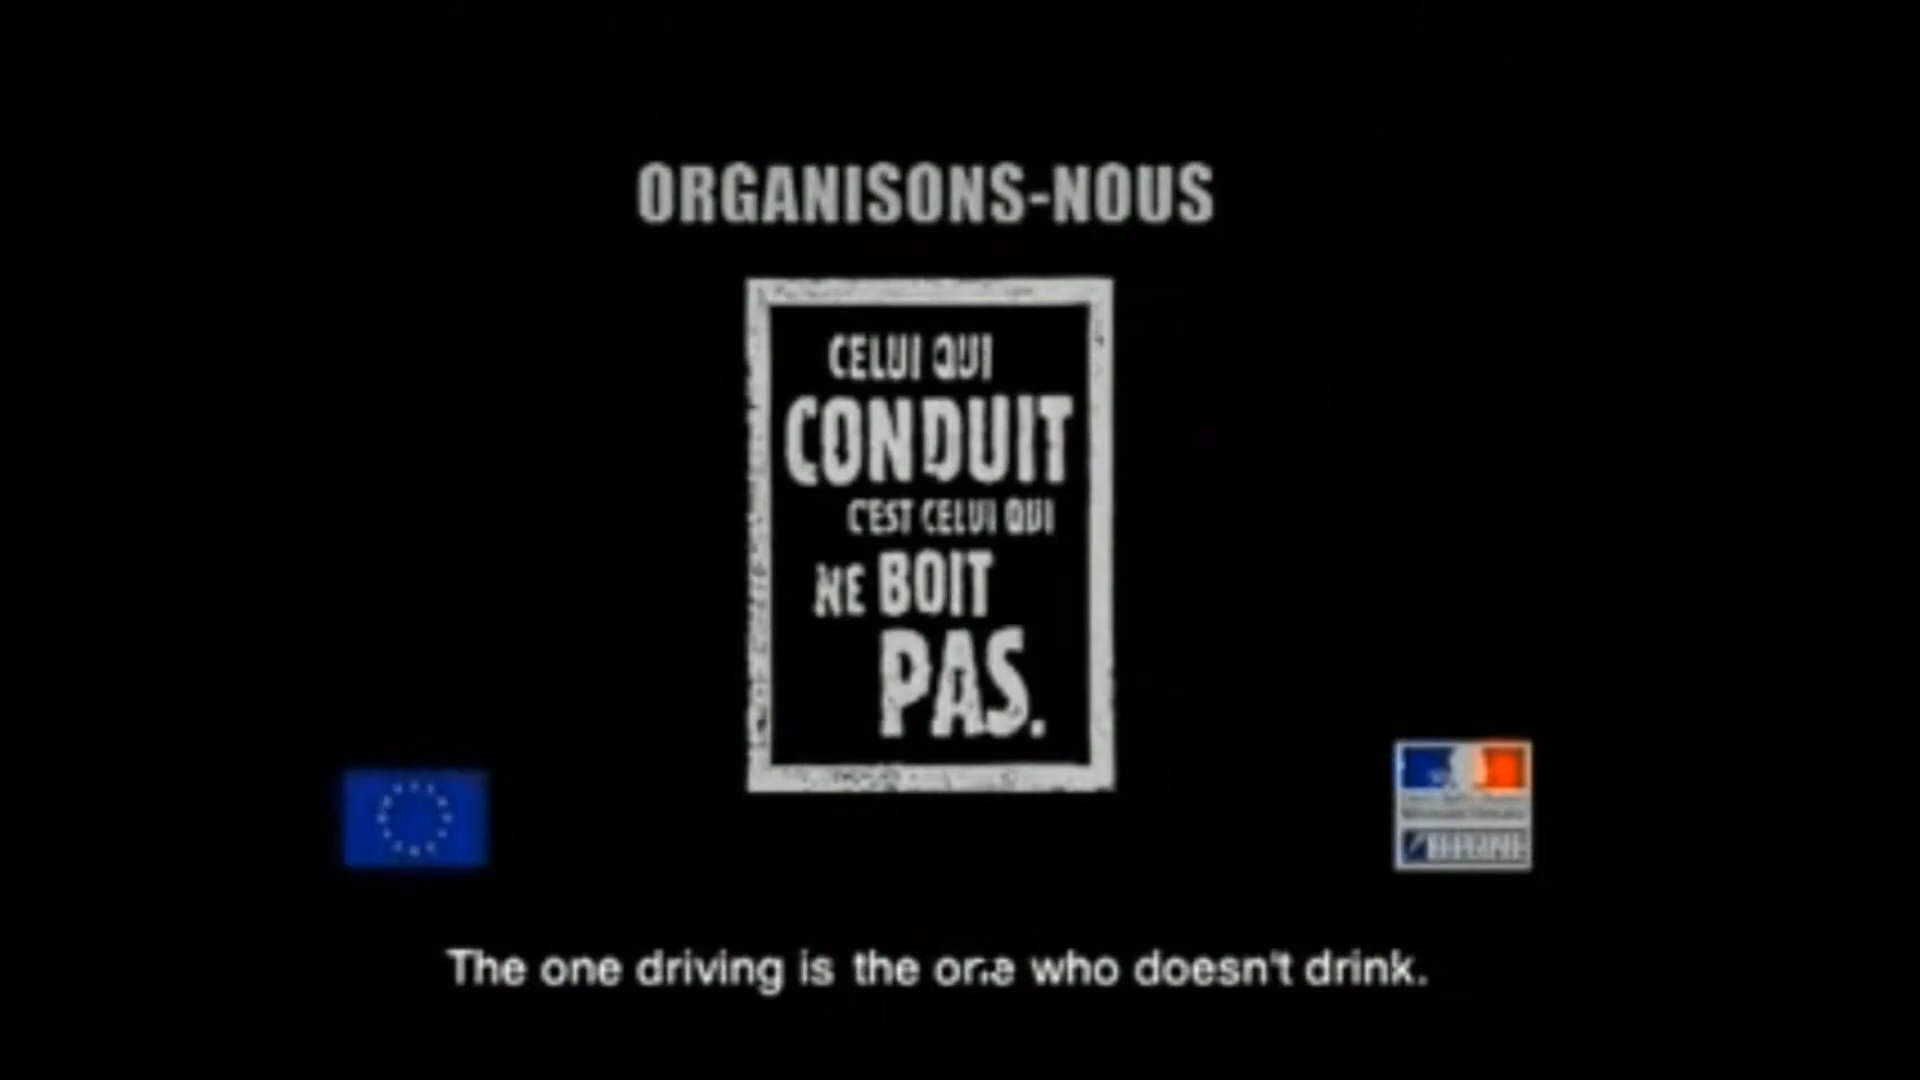 ORGANISONS-NOUS
CELUI QUI
CONDUIT
C'EST CELUI QUI
NE BOIT
PAS.
The one driving is the one who doesn't drink.